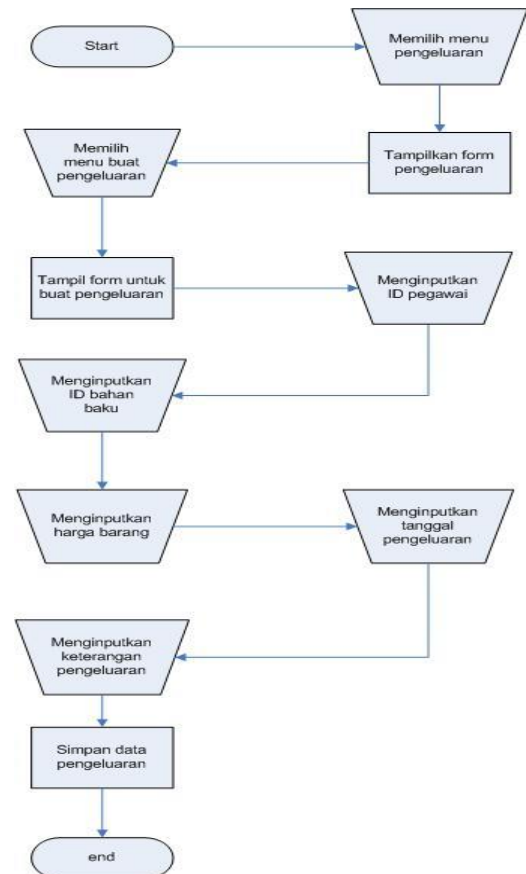 Start
Memilih menu
pengeluaran
Tampilkan form
pengeluaran
Memilih
menu buat
pengeluaran
Tampil form untuk
buat pengeluaran
Menginputkan
ID pegawai
Menginputkan
ID bahan
baku
Menginputkan
harga barang
Menginputkan
tanggal
pengeluaran
Menginputkan
keterangan
pengeluaran
Simpan data
pengeluaran
end